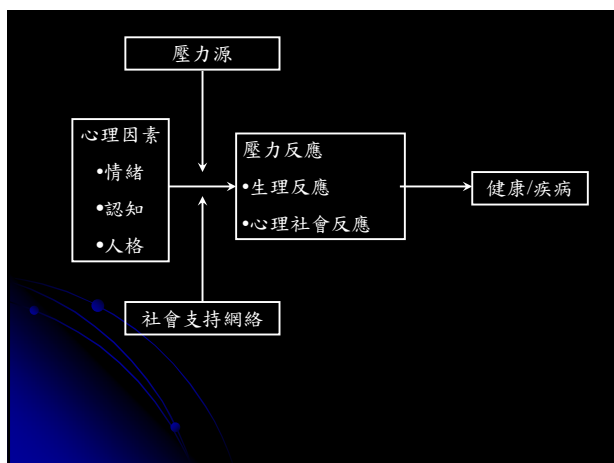 壓力源
心理因素
•情緒
•認知
•人格
壓力反應
•生理反應
•心理社會反應
健康/疾病
社會支持網絡